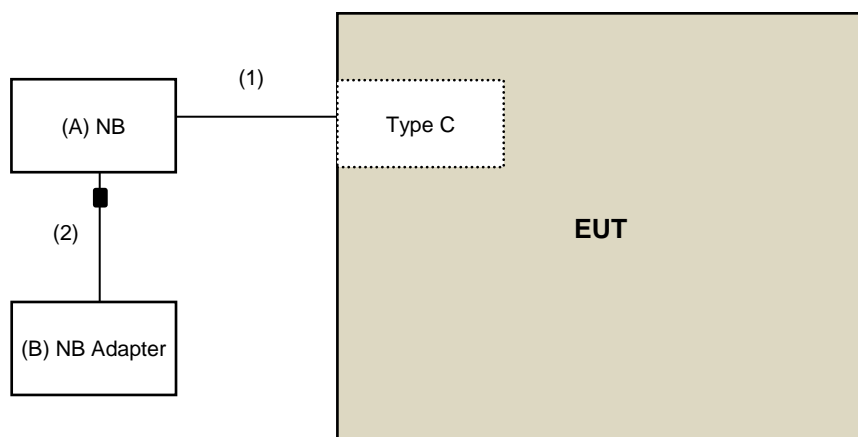 (1)
(A) NB
Type C
(2)
EUT
(B) NB Adapter